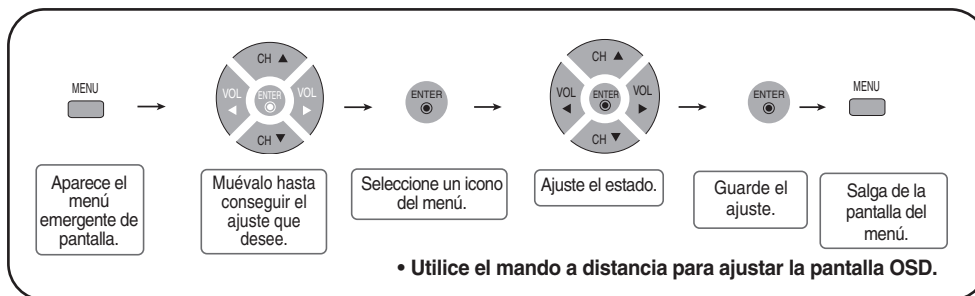 MENU
CH ▲
VOL
◄
ENTER
VOL
►
CH ▼
ENTER
CH ▲
VOL
◄
ENTER
VOL
►
CH ▼
ENTER
MENU
Aparece el
menú
emergente de
pantalla.
Muévalo hasta
conseguir el
ajuste que
desee.
Seleccione un icono
del menú.
Ajuste el estado.
Guarde el
ajuste.
Salga de la
pantalla del
menú.
• Utilice el mando a distancia para ajustar la pantalla OSD.